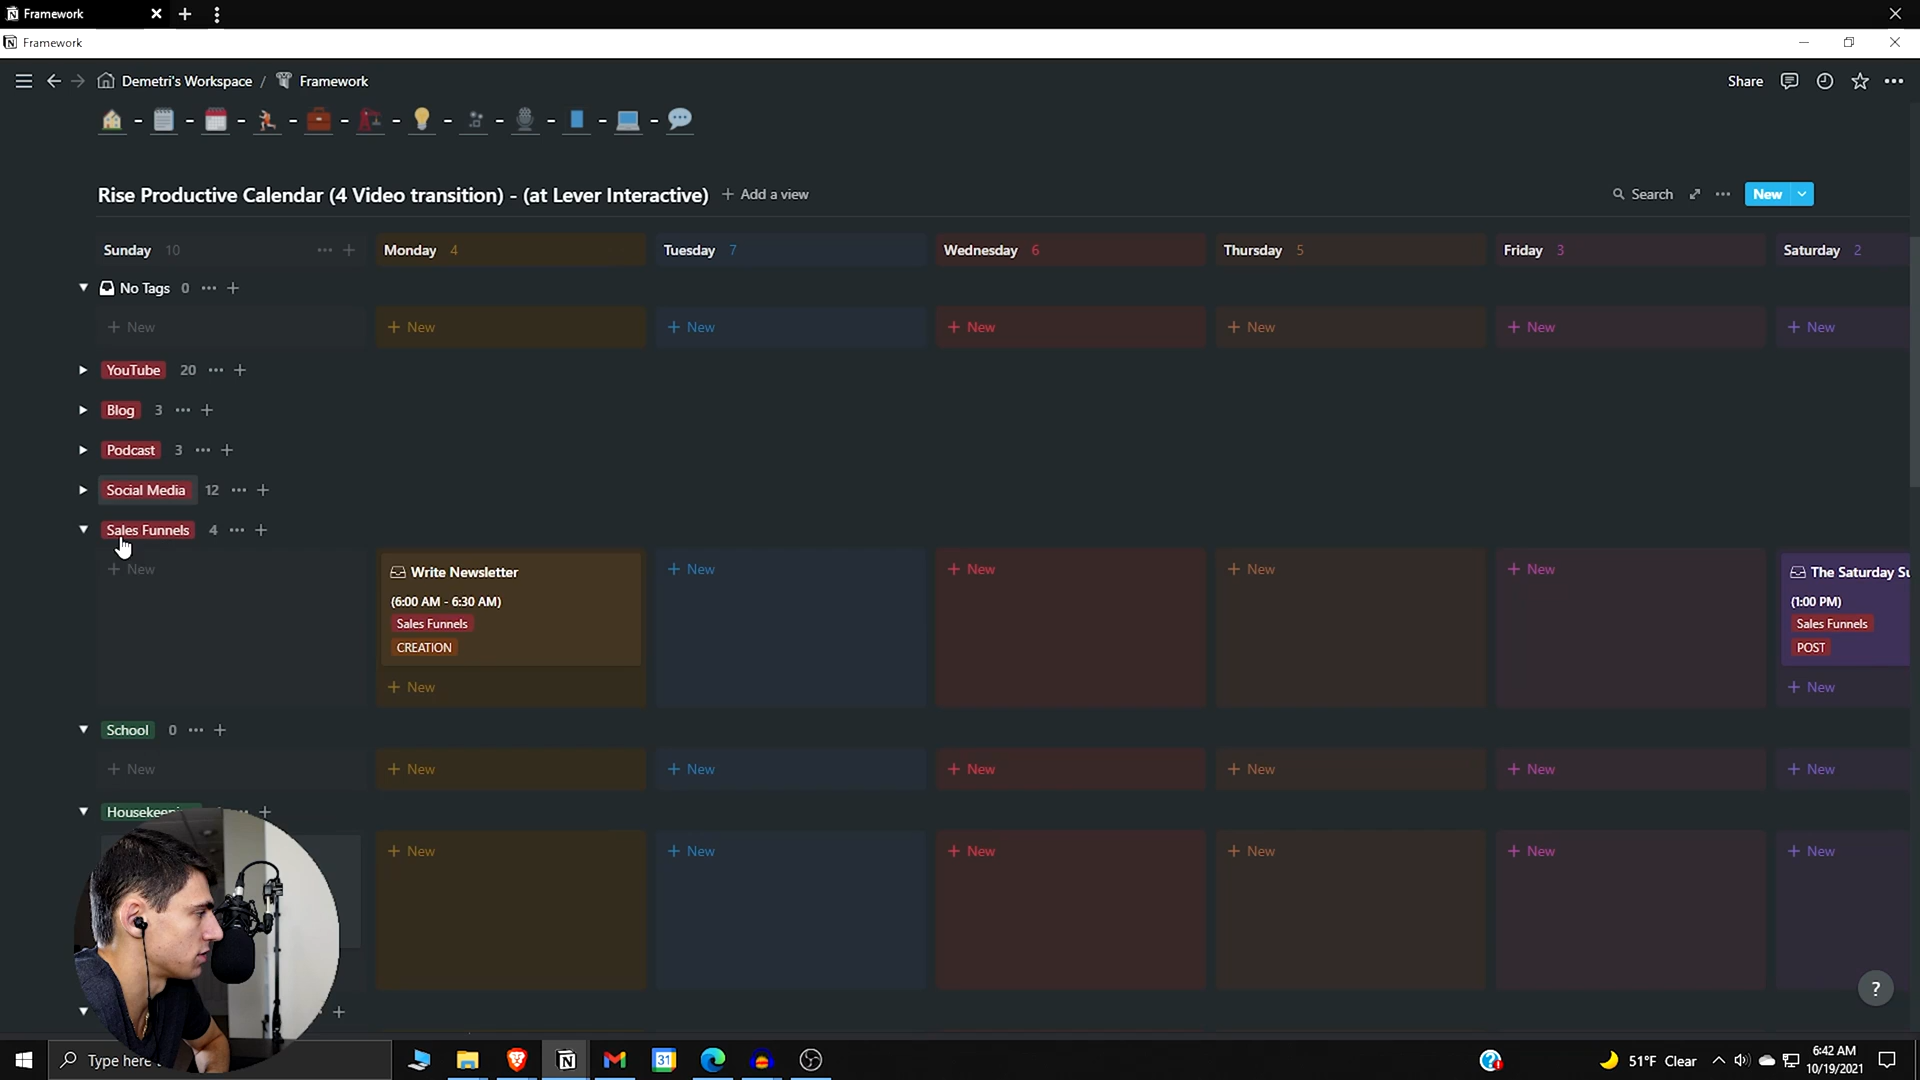 Framework
Framework
Demetri's Workspace / Framework
Share
Rise Productive Calendar (4 Video transition) - (at Lever Interactive) + Add a view
Search
New
Sunday 10
Monday 4
Tuesday 7
Wednesday 6
Thursday 5
Friday 3
Saturday 2
No Tags 0
+ New
+ New
+ New
+ New
+ New
+ New
+ New
YouTube 20
Blog 3
Podcast 3
Social Media 12
Sales Funnels 4
+ New
Write Newsletter
(6:00 AM - 6:30 AM)
Sales Funnels
CREATION
+ New
+ New
+ New
+ New
+ New
The Saturday
(1:00 PM)
Sales Funnels
POST
+ New
+ New
School 0
+ New
+ New
+ New
+ New
+ New
+ New
+ New
+ New
+ New
+ New
+ New
+ New
+ New
?
Type here
31
51°F Clear
6:42 AM
10/19/2021